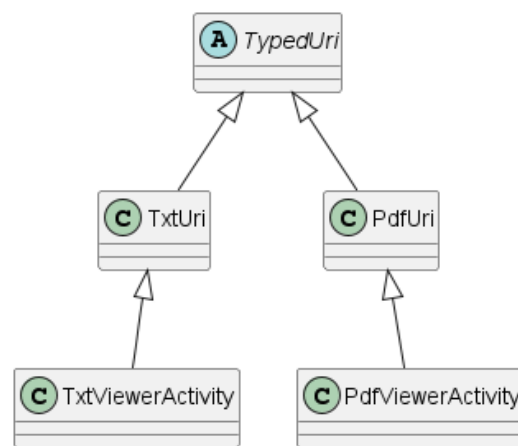 A TypedUri
C TxtUri
C PdfUri
C TxtViewerActivity
C PdfViewerActivity